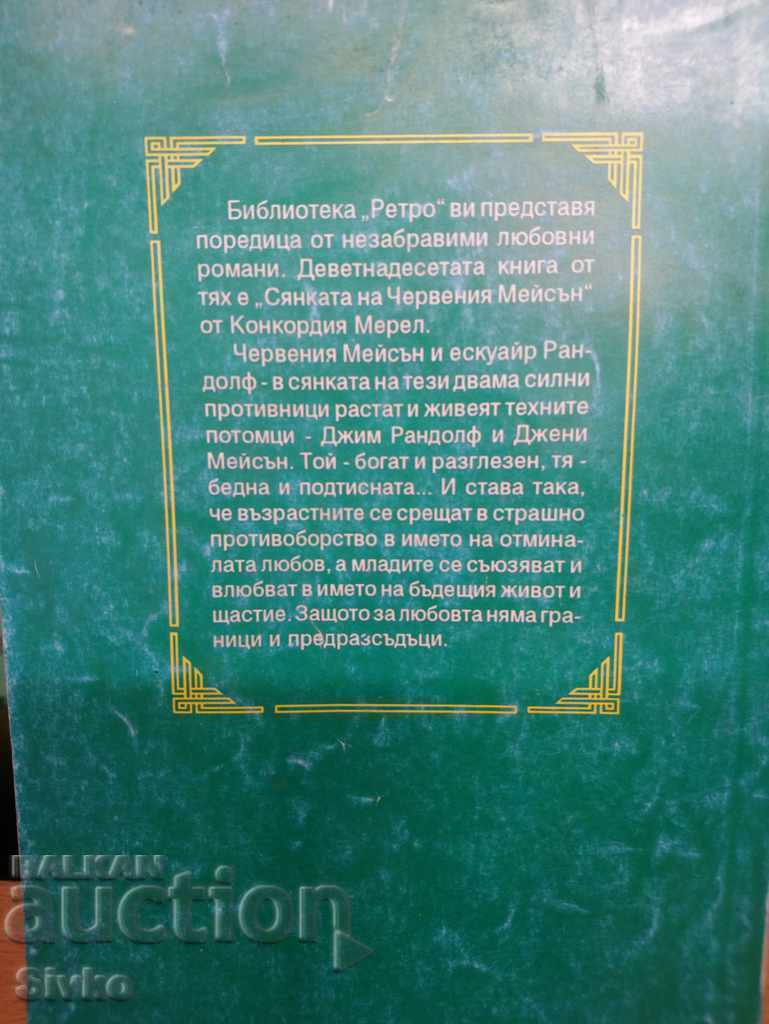 Библиотека „Ретро“ ви представя
поредица от незабравими любовни
романи. Деветнадесетата книга от
тях е „Сянката на Червения Мейсън“
от Конкордия Мерел.
Червения Мейсън и ескуайр Ран-
долф - в сянката на тези двама силни
противници растат и живеят техните
потомци - Джим Рандолф и Джени
Мейсън. Той - богат и разглезен, тя -
бедна и подтисната... И става така,
че възрастните се срещат в страшно
противоборство в името на отмина-
лата любов, а младите се съюзяват и
влюбват в името на бъдещия живот и
щастие. Защото за любовта няма гра-
ници и предразсъдъци.
BALKAN
auction
Sivko